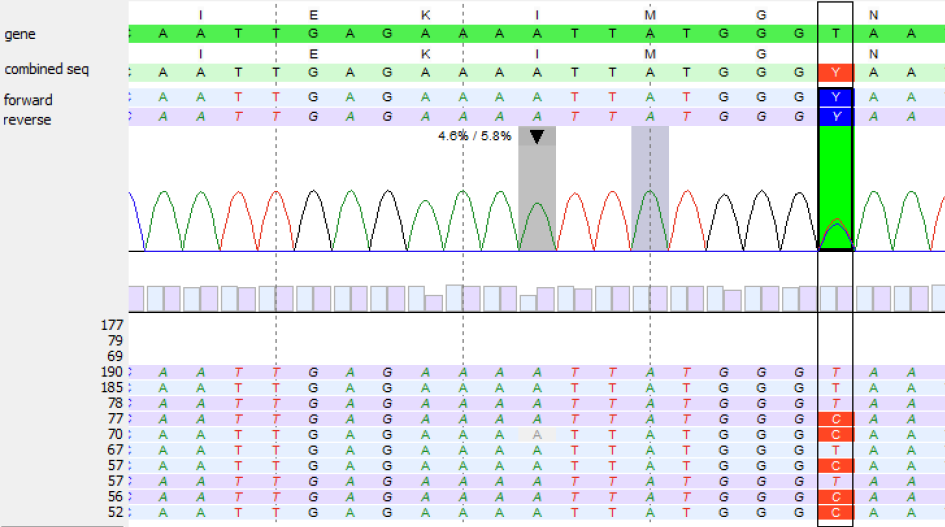 I E K I M G N
gene A A T T G A G A A A A T T A T G G G T A A
I E K I M G N
combined seq A A T T G A G A A A A T T A T G G G Y A A
forward A A T T G A G A A A A T T A T G G G Y A A
reverse A A T T G A G A A A A T T A T G G G Y A A
4.6% / 5.8%
177
79
69
190 A A T T G A G A A A A T T A T G G G T A A
185 A A T T G A G A A A A T T A T G G G T A A
78 A A T T G A G A A A A T T A T G G G T A A
77 A A T T G A G A A A A T T A T G G G C A A
70 A A T T G A G A A A A T T A T G G G C A A
67 A A T T G A G A A A A T T A T G G G T A A
57 A A T T G A G A A A A T T A T G G G C A A
57 A A T T G A G A A A A T T A T G G G T A A
56 A A T T G A G A A A A T T A T G G G C A A
52 A A T T G A G A A A A T T A T G G G C A A